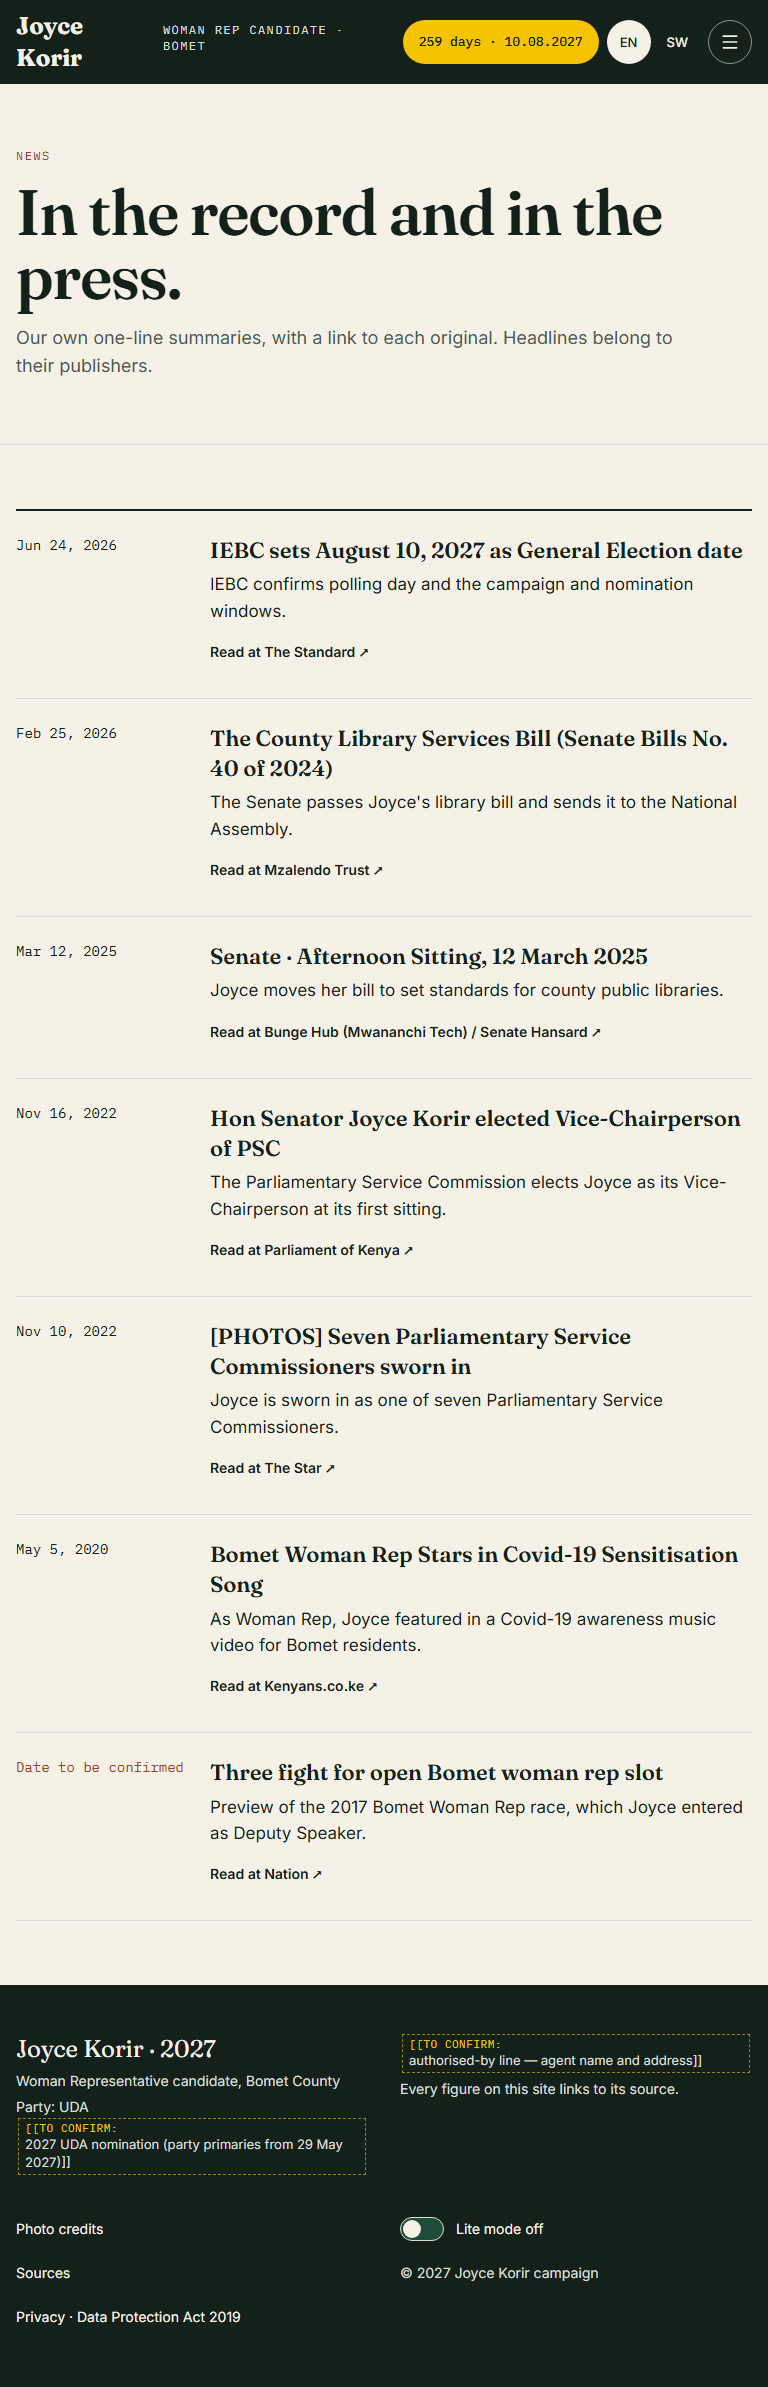 Joyce
Korir
WOMAN REP CANDIDATE ·
BOMET
259 days · 10.08.2027
EN
SW
NEWS
In the record and in the
press.
Our own one-line summaries, with a link to each original. Headlines belong to
their publishers.
Jun 24, 2026
IEBC sets August 10, 2027 as General Election date
IEBC confirms polling day and the campaign and nomination
windows.
Read at The Standard ↗
Feb 25, 2026
The County Library Services Bill (Senate Bills No.
40 of 2024)
The Senate passes Joyce's library bill and sends it to the National
Assembly.
Read at Mzalendo Trust ↗
Mar 12, 2025
Senate · Afternoon Sitting, 12 March 2025
Joyce moves her bill to set standards for county public libraries.
Read at Bunge Hub (Mwananchi Tech) / Senate Hansard ↗
Nov 16, 2022
Hon Senator Joyce Korir elected Vice-Chairperson
of PSC
The Parliamentary Service Commission elects Joyce as its Vice-
Chairperson at its first sitting.
Read at Parliament of Kenya ↗
Nov 10, 2022
[PHOTOS] Seven Parliamentary Service
Commissioners sworn in
Joyce is sworn in as one of seven Parliamentary Service
Commissioners.
Read at The Star ↗
May 5, 2020
Bomet Woman Rep Stars in Covid-19 Sensitisation
Song
As Woman Rep, Joyce featured in a Covid-19 awareness music
video for Bomet residents.
Read at Kenyans.co.ke ↗
Date to be confirmed
Three fight for open Bomet woman rep slot
Preview of the 2017 Bomet Woman Rep race, which Joyce entered
as Deputy Speaker.
Read at Nation ↗
Joyce Korir · 2027
Woman Representative candidate, Bomet County
Party: UDA
[[TO CONFIRM:
2027 UDA nomination (party primaries from 29 May
2027)]]
[[TO CONFIRM:
authorised-by line — agent name and address]]
Every figure on this site links to its source.
Photo credits
Sources
Privacy · Data Protection Act 2019
Lite mode off
© 2027 Joyce Korir campaign